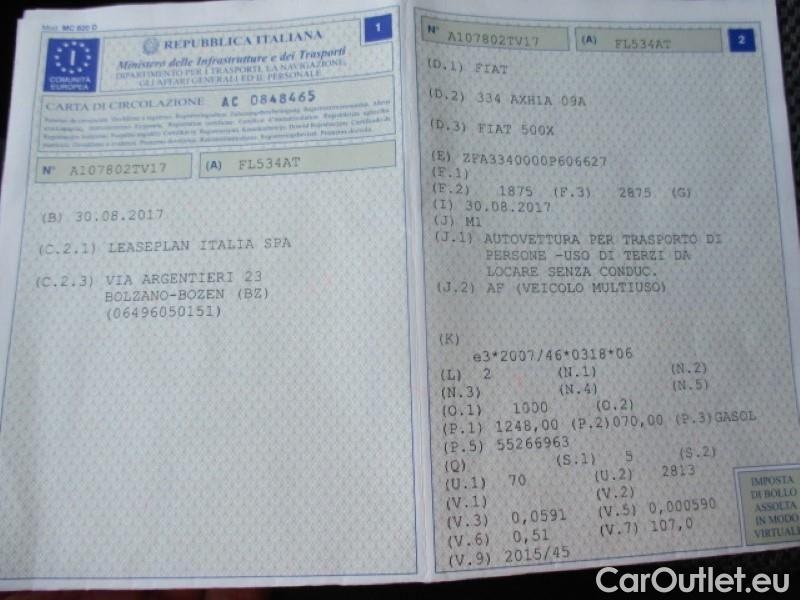 Mod. MC 820 D
1
REPUBBLICA ITALIANA
Ministero delle Infrastrutture e dei Trasporti
DIPARTIMENTO PER I TRASPORTI, LA NAVIGAZIONE,
GLI AFFARI GENERALI ED IL PERSONALE
I
COMUNITÀ
EUROPEA
CARTA DI CIRCOLAZIONE AC 0848465
N° A107802TV17 (A) FL534AT
(B) 30.08.2017
(C.2.1) LEASEPLAN ITALIA SPA
(C.2.3) VIA ARGENTIERI 23
BOLZANO-BOZEN (BZ)
(06496050151)
N° A107802TV17 (A) FL534AT 2
(D.1) FIAT
(D.2) 334 AXH1A 09A
(D.3) FIAT 500X
(E) ZFA3340000P606627
(F.1)
(F.2) 1875 (F.3) 2875 (G)
(I) 30.08.2017
(J) M1
(J.1) AUTOVETTURA PER TRASPORTO DI
PERSONE -USO DI TERZI DA
LOCARE SENZA CONDUC.
(J.2) AF (VEICOLO MULTIUSO)
(K)
e3*2007/46*0318*06
(L) 2 (N.1) (N.2)
(N.3) (N.4) (N.5)
(O.1) 1000 (O.2)
(P.1) 1248,00 (P.2)070,00 (P.3)GASOL
(P.5) 55266963
(Q) (S.1) 5 (S.2)
(U.1) 70 (U.2) 2813
(V.1) (V.2)
(V.3) 0,0591 (V.5) 0,000590
(V.6) 0,51 (V.7) 107,0
(V.9) 2015/45
IMPOSTA
DI BOLLO
ASSOLTA
IN MODO
VIRTUALE
CarOutlet.eu